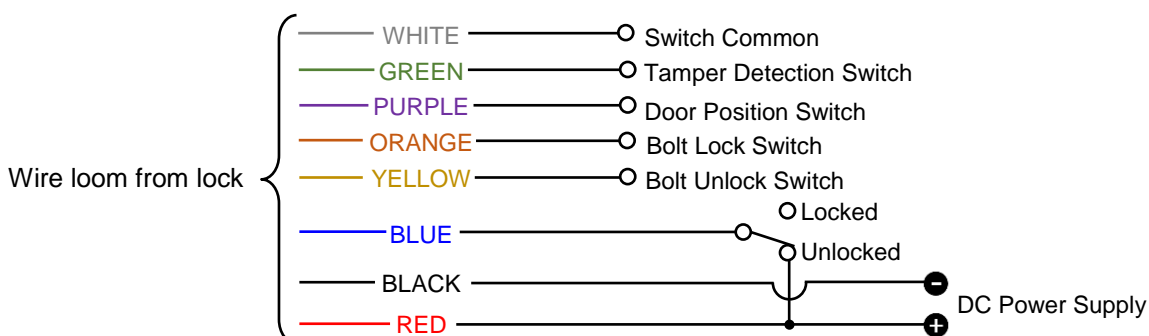 WHITE Switch Common
GREEN Tamper Detection Switch
PURPLE Door Position Switch
ORANGE Bolt Lock Switch
Wire loom from lock
YELLOW Bolt Unlock Switch
Locked
BLUE
Unlocked
BLACK -
DC Power Supply
RED +